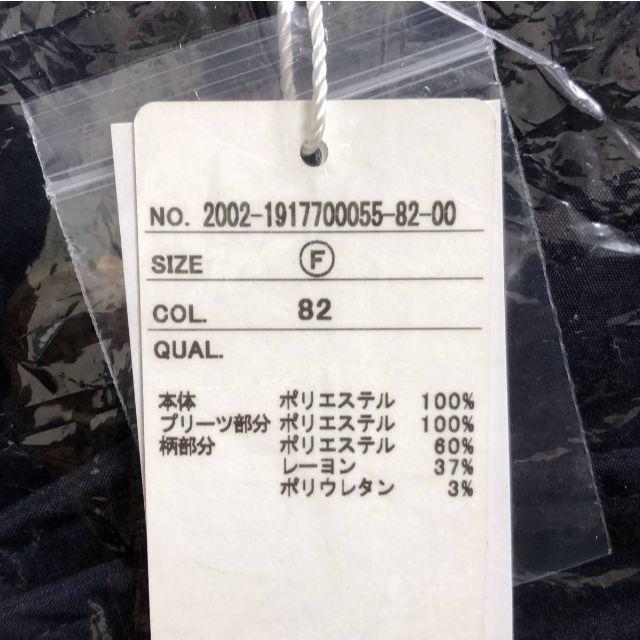 NO. 2002-1917700055-82-00
SIZE F
COL. 82
QUAL.
本体 ポリエステル 100%
プリーツ部分 ポリエステル 100%
柄部分 ポリエステル 60%
レーヨン 37%
ポリウレタン 3%